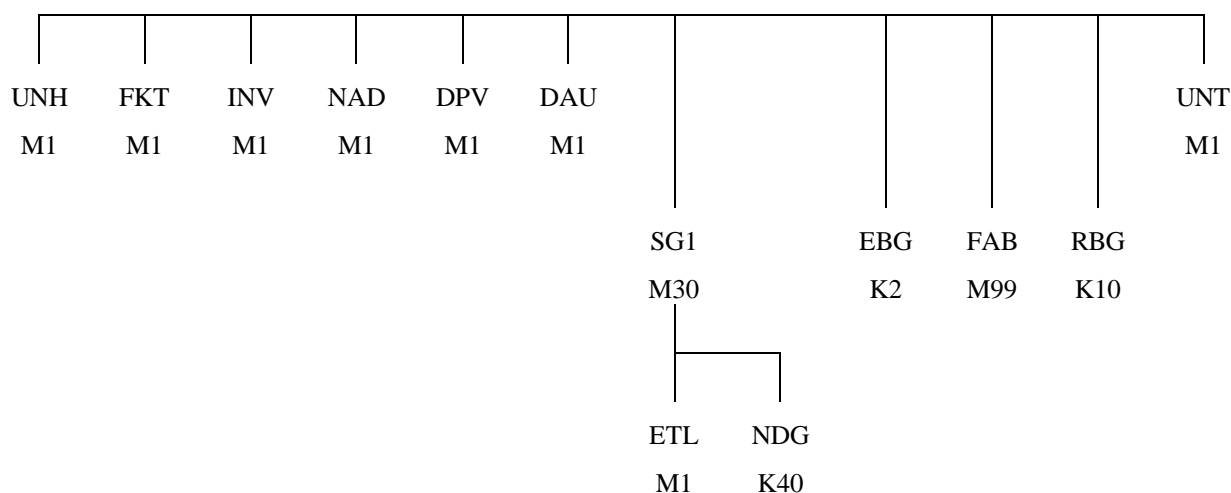 UNH FKT INV NAD DPV DAU UNT
M1 M1 M1 M1 M1 M1 M1
SG1 EBG FAB RBG
M30 K2 M99 K10
ETL NDG
M1 K40